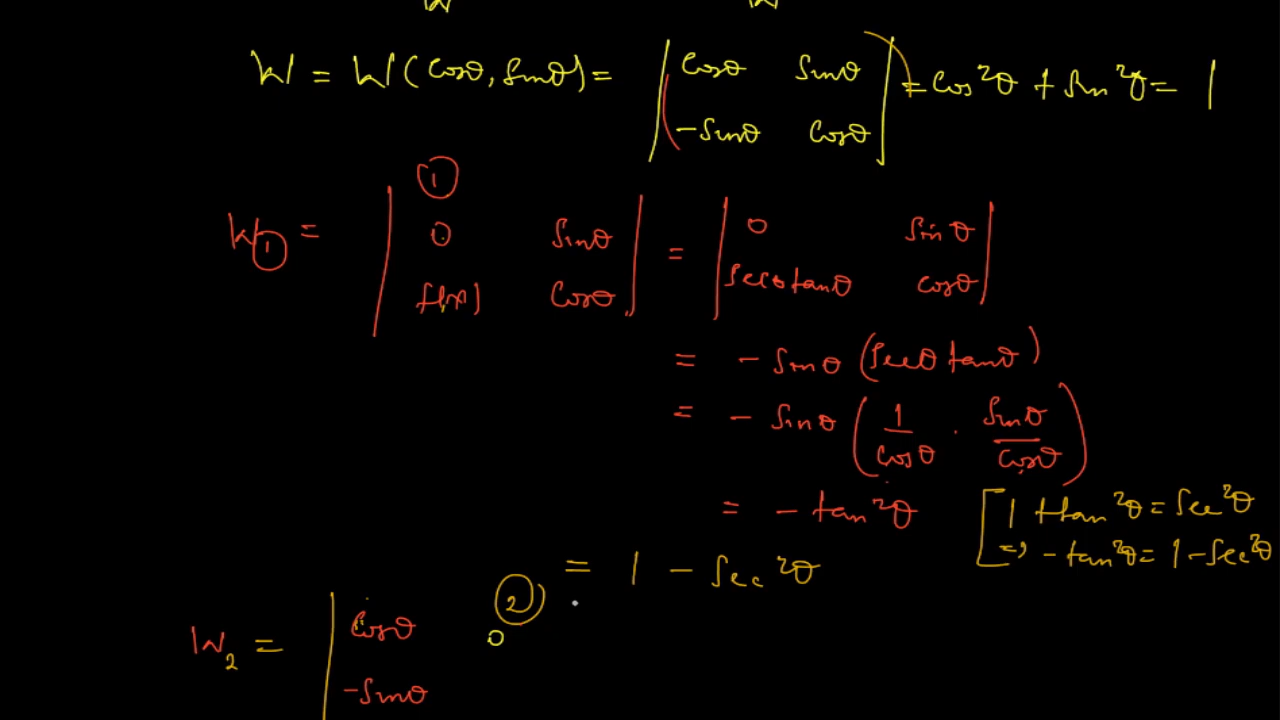 W W
W = W(cosθ, sinθ) = | cosθ sinθ | = cos²θ + sin²θ = 1
| -sinθ cosθ |
①
W① = | 0 sinθ | = | 0 sinθ |
| f(x) cosθ | | secθtanθ cosθ |
= - sinθ (secθ tanθ)
= - sinθ ( 1/cosθ · sinθ/cosθ )
= - tan²θ [ 1 + tan²θ = sec²θ
⇒ -tan²θ = 1 - sec²θ
= 1 - sec²θ
②
W₂ = | cosθ 0
| -sinθ